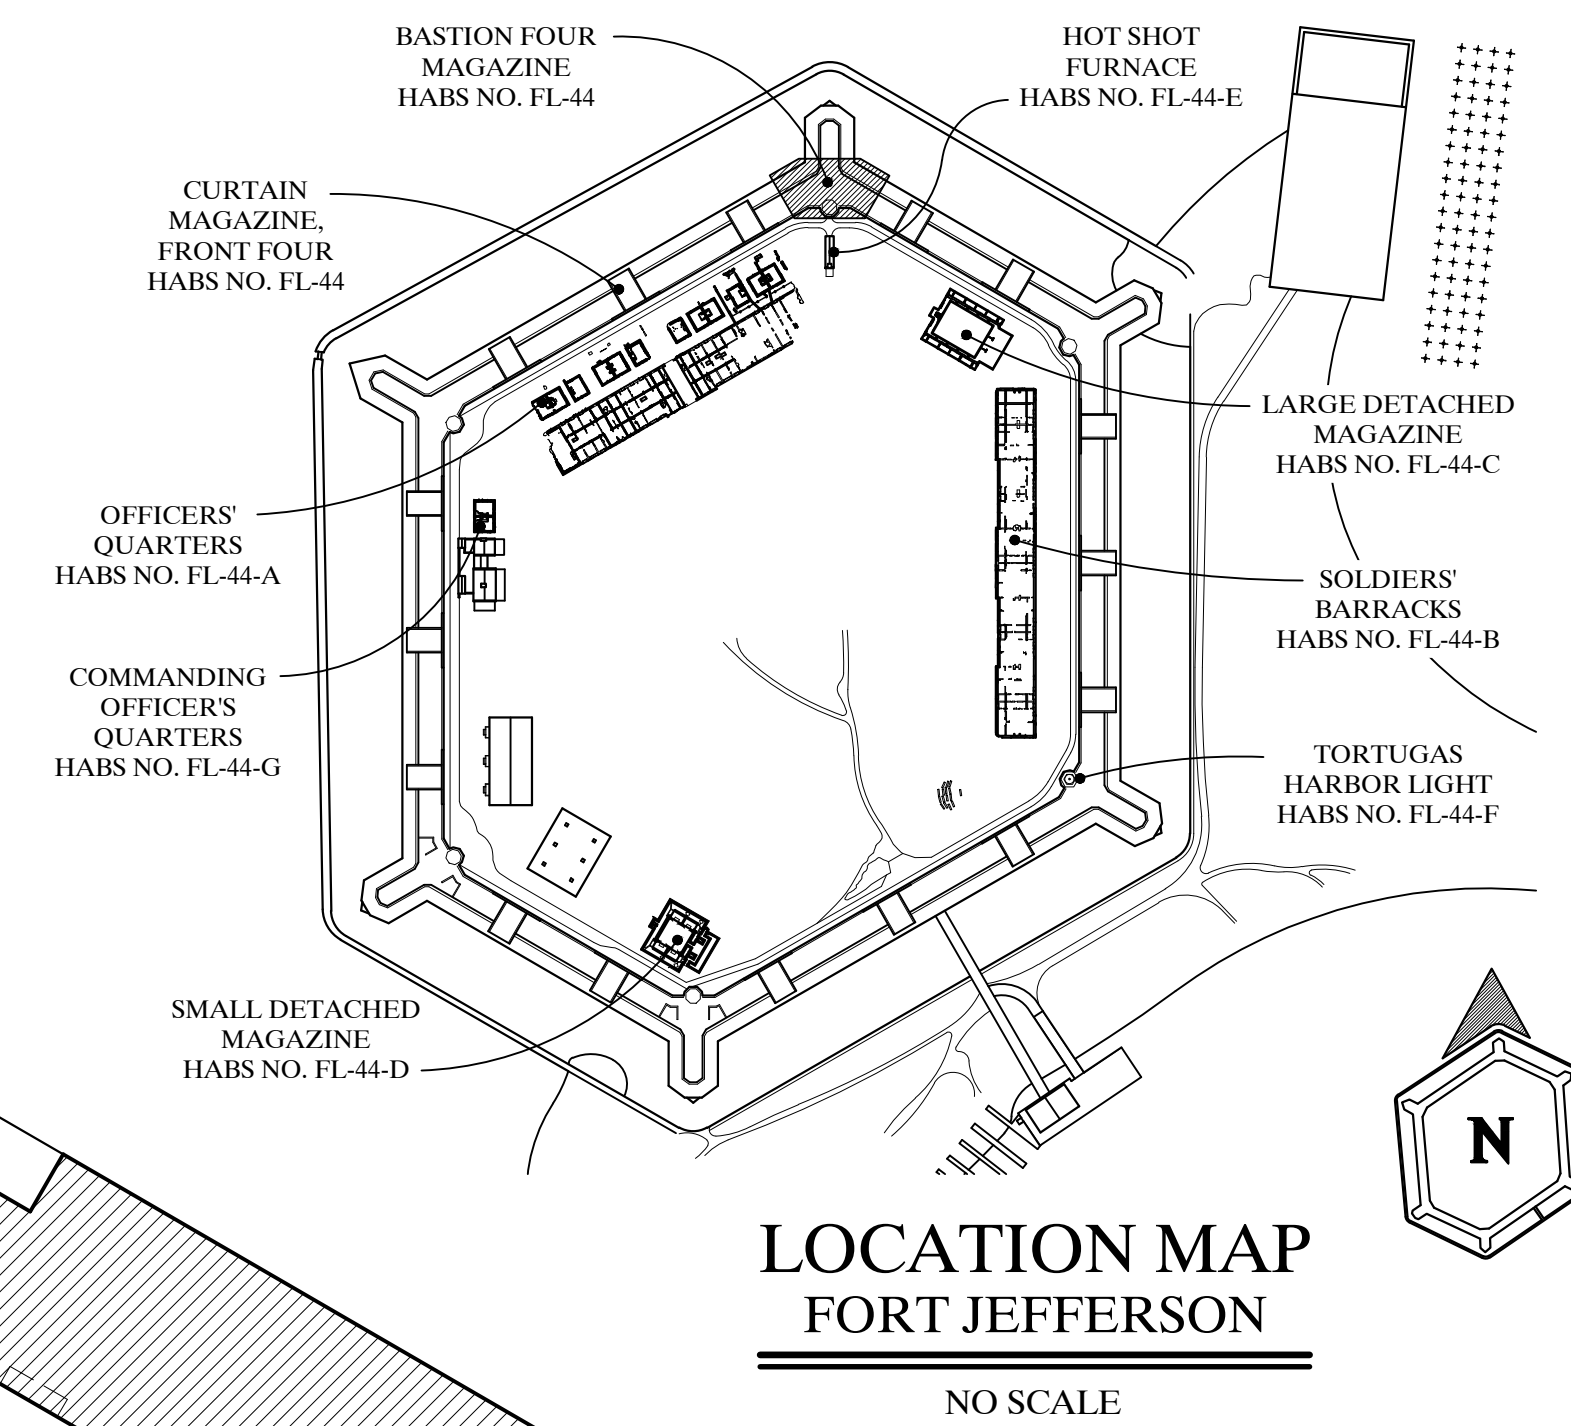 BASTION FOUR
MAGAZINE
HABS NO. FL-44
HOT SHOT
FURNACE
HABS NO. FL-44-E
CURTAIN
MAGAZINE,
FRONT FOUR
HABS NO. FL-44
LARGE DETACHED
MAGAZINE
HABS NO. FL-44-C
OFFICERS'
QUARTERS
HABS NO. FL-44-A
SOLDIERS'
BARRACKS
HABS NO. FL-44-B
COMMANDING
OFFICER'S
QUARTERS
HABS NO. FL-44-G
TORTUGAS
HARBOR LIGHT
HABS NO. FL-44-F
SMALL DETACHED
MAGAZINE
HABS NO. FL-44-D
N
LOCATION MAP
FORT JEFFERSON
NO SCALE